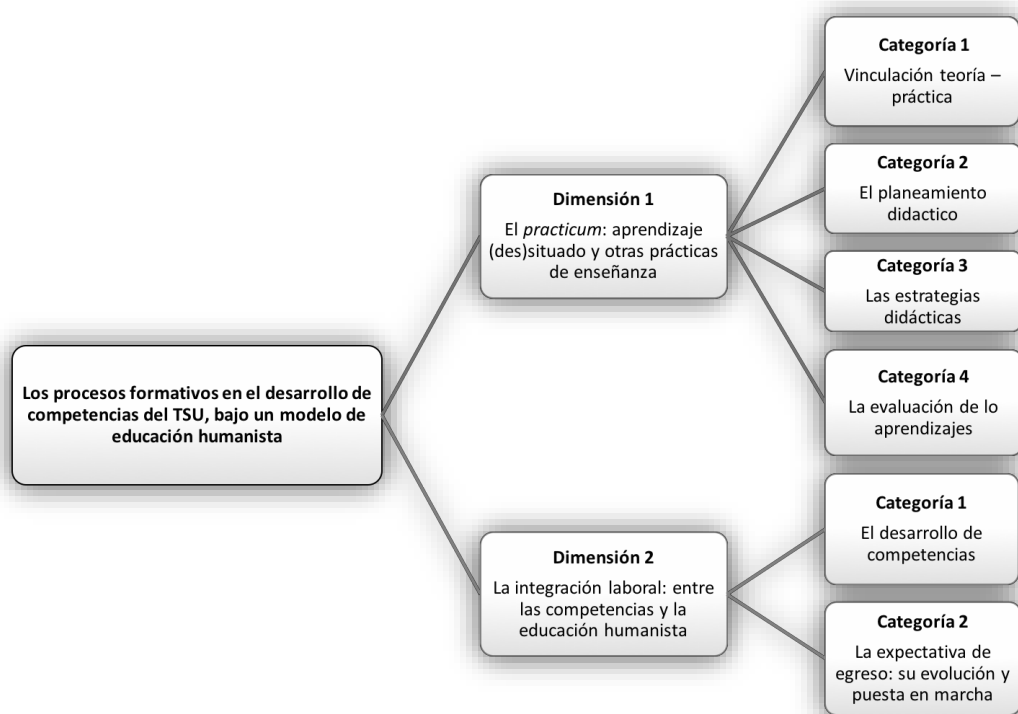 Los procesos formativos en el desarrollo de
competencias del TSU, bajo un modelo de
educación humanista
Dimensión 1
El practicum: aprendizaje
(des)situado y otras prácticas
de enseñanza
Categoría 1
Vinculación teoría –
práctica
Categoría 2
El planeamiento
didactico
Categoría 3
Las estrategias
didácticas
Categoría 4
La evaluación de lo
aprendizajes
Dimensión 2
La integración laboral: entre
las competencias y la
educación humanista
Categoría 1
El desarrollo de
competencias
Categoría 2
La expectativa de
egreso: su evolución y
puesta en marcha